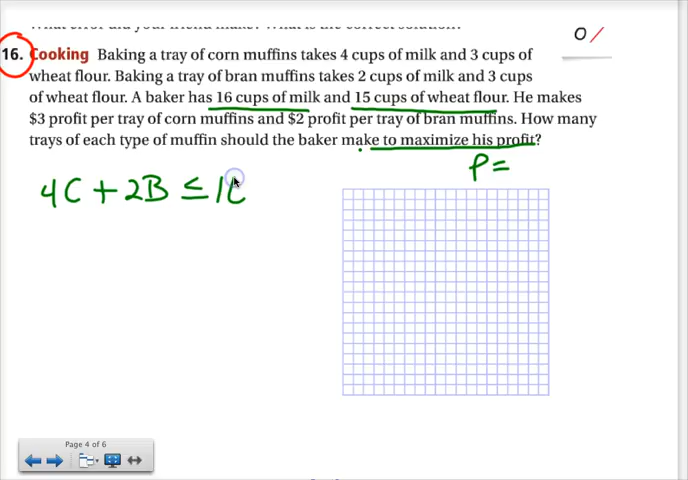 0/
16. Cooking Baking a tray of corn muffins takes 4 cups of milk and 3 cups of
wheat flour. Baking a tray of bran muffins takes 2 cups of milk and 3 cups
of wheat flour. A baker has 16 cups of milk and 15 cups of wheat flour. He makes
$3 profit per tray of corn muffins and $2 profit per tray of bran muffins. How many
trays of each type of muffin should the baker make to maximize his profit?
P=
4C + 2B ≤ 1
Page 4 of 6